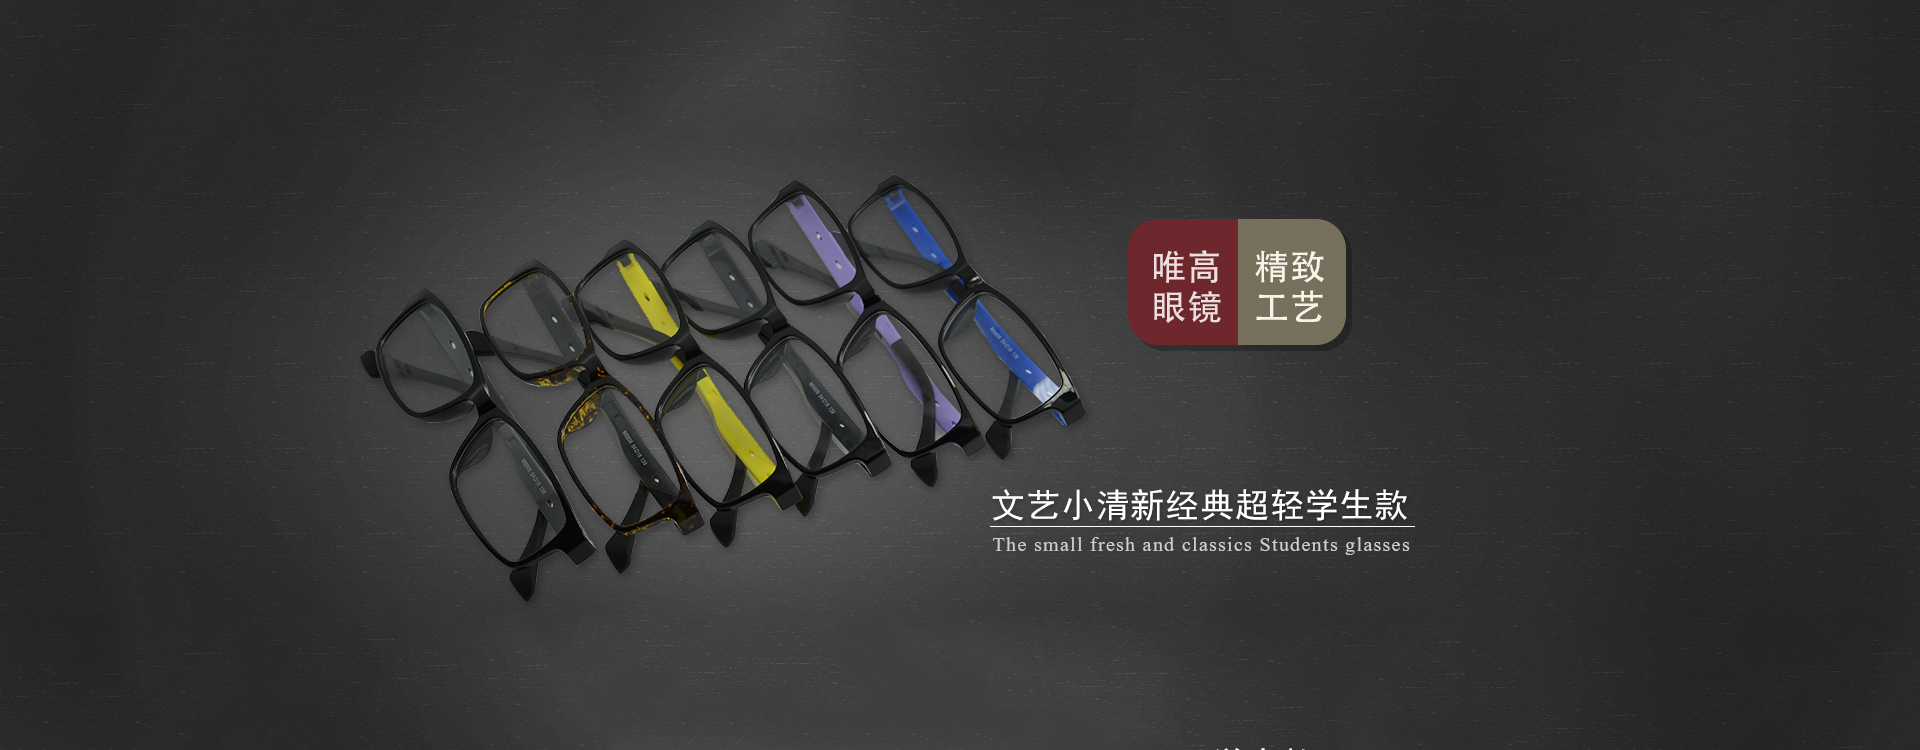 唯高
眼镜
精致
工艺
文艺小清新经典超轻学生款
The small fresh and classics Students glasses